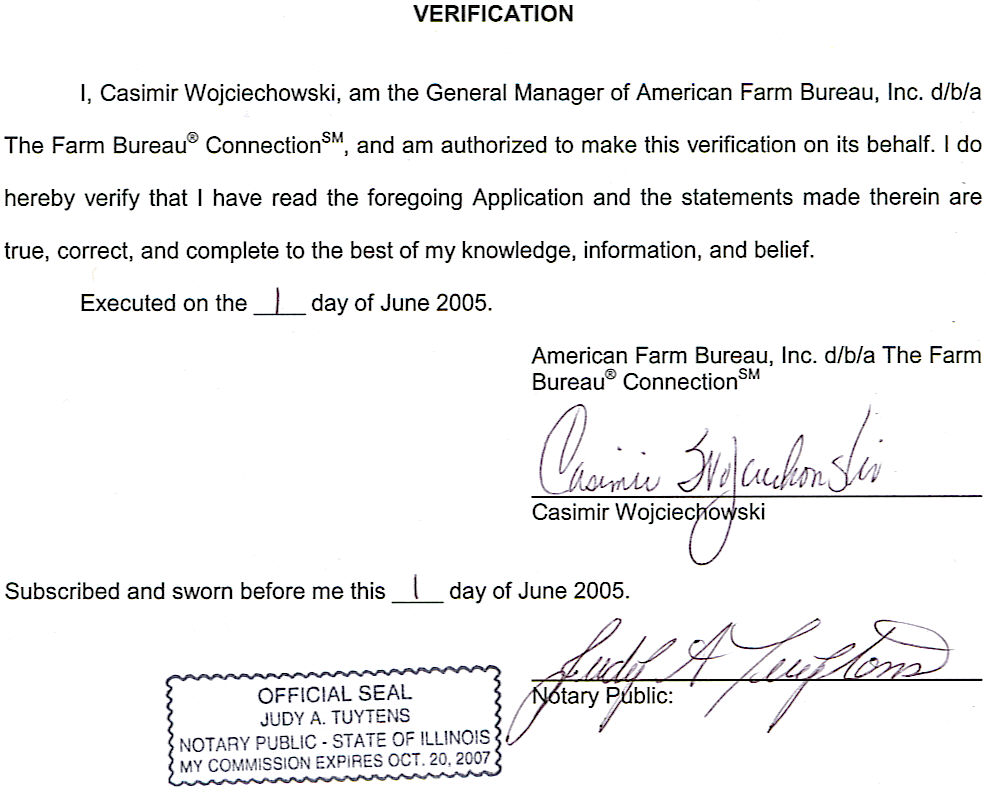 VERIFICATION
I, Casimir Wojciechowski, am the General Manager of American Farm Bureau, Inc. d/b/a
The Farm Bureau® Connection℠, and am authorized to make this verification on its behalf. I do
hereby verify that I have read the foregoing Application and the statements made therein are
true, correct, and complete to the best of my knowledge, information, and belief.
Executed on the 1 day of June 2005.
American Farm Bureau, Inc. d/b/a The Farm
Bureau® Connection℠
Casimir Wojciechowski
Casimir Wojciechowski
Subscribed and sworn before me this 1 day of June 2005.
Judy A Tuytens
Notary Public:
OFFICIAL SEAL
JUDY A. TUYTENS
NOTARY PUBLIC - STATE OF ILLINOIS
MY COMMISSION EXPIRES OCT. 20, 2007